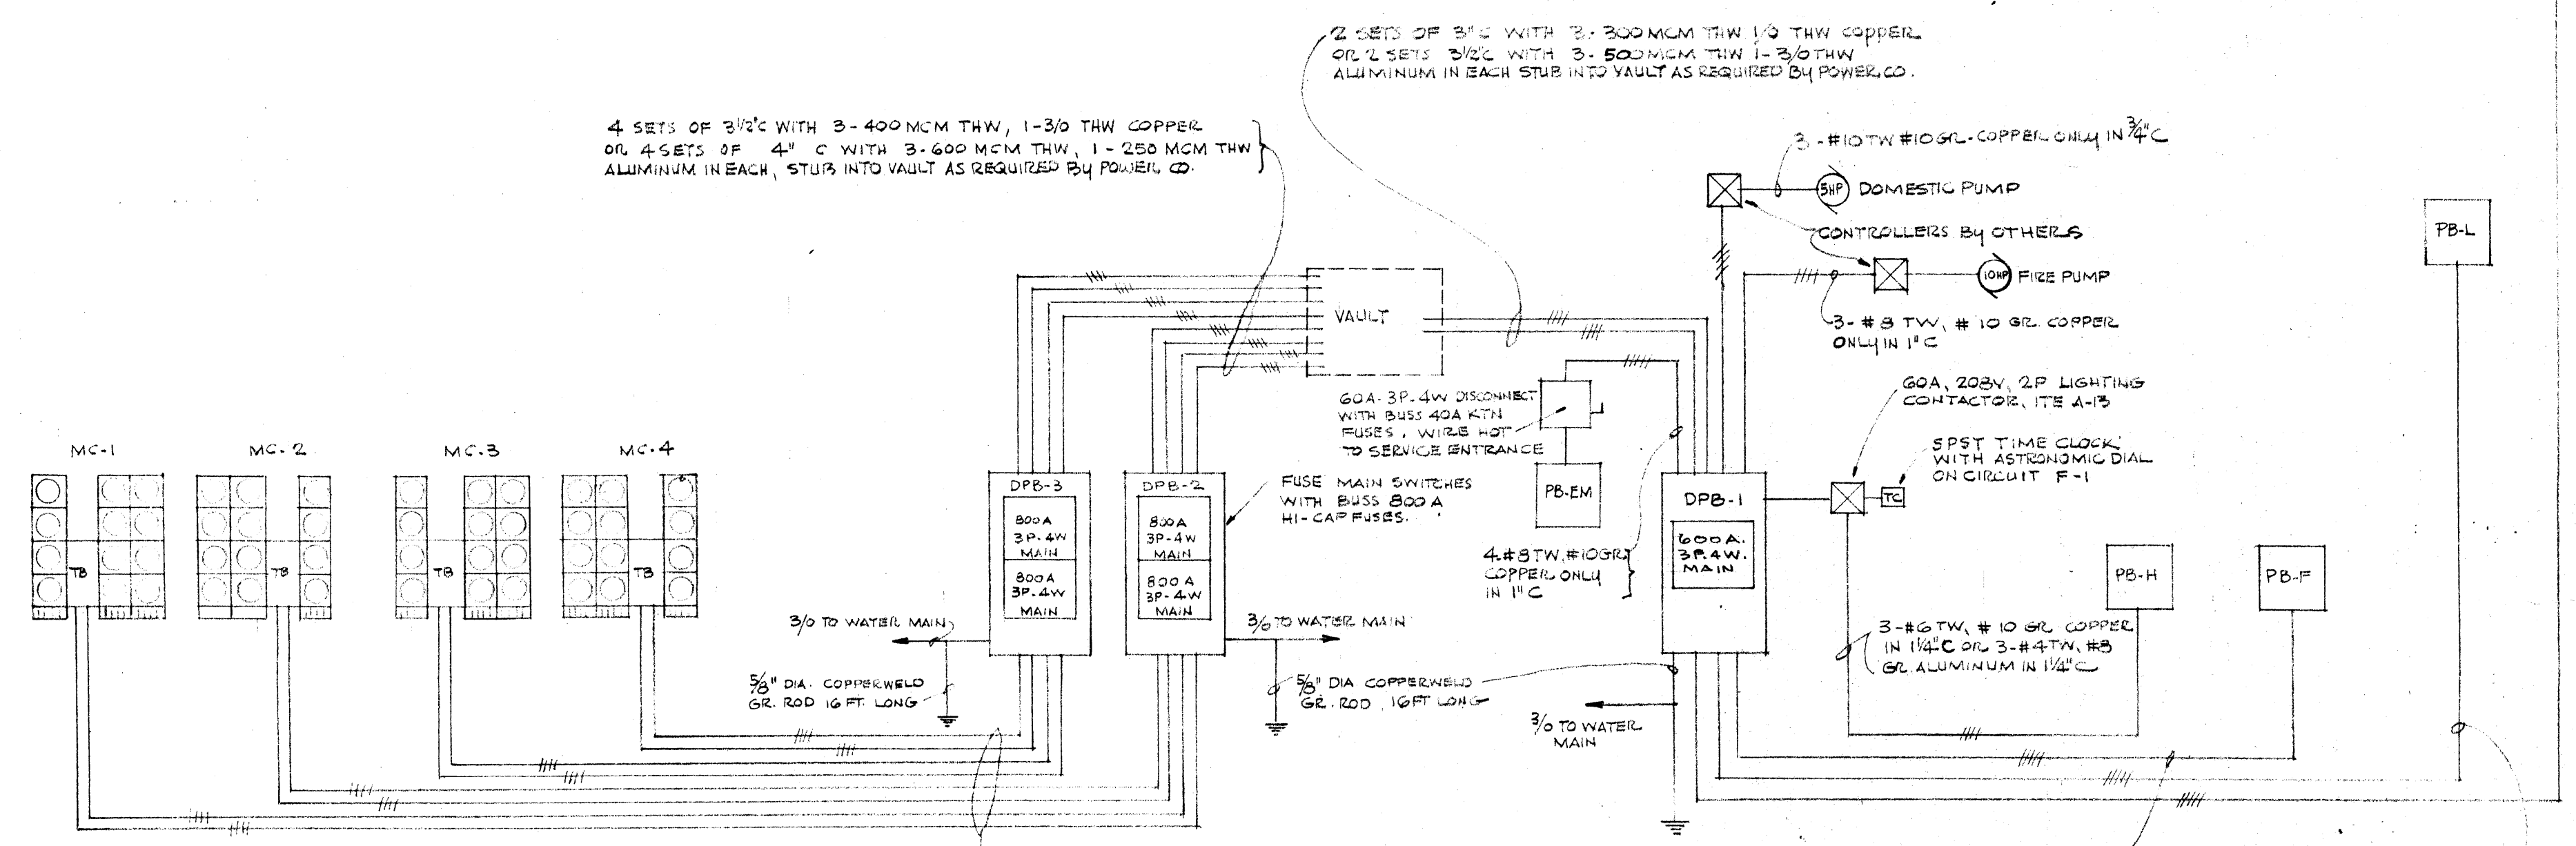 2 SETS OF 3"C WITH 3-300MCM THW 1/0 THW COPPER
OR 2 SETS 3½"C WITH 3-500MCM THW 1-3/0THW
ALUMINUM IN EACH STUB INTO VAULT AS REQUIRED BY POWER CO.
4 SETS OF 3½"C WITH 3-400MCM THW, 1-3/0 THW COPPER
OR 4 SETS OF 4" C WITH 3-600MCM THW, 1-250 MCM THW
ALUMINUM IN EACH, STUB INTO VAULT AS REQUIRED BY POWER CO.
3-#10TW #10GR-COPPER ONLY IN ¾"C
5HP DOMESTIC PUMP
CONTROLLERS BY OTHERS
10HP FIRE PUMP
3-#8 TW, #10 GR. COPPER
ONLY IN 1"C
PB-L
VAULT
60A-3P-4W DISCONNECT
WITH BUSS 40A KTN
FUSES, WIRE HOT
TO SERVICE ENTRANCE
60A, 208V, 2P LIGHTING
CONTACTOR, ITE A-13
SPST TIME CLOCK,
WITH ASTRONOMIC DIAL
ON CIRCUIT F-1
TC
MC-1
MC-2
MC-3
MC-4
TB
TB
TB
TB
DPB-3
800A
3P-4W
MAIN
800A
3P-4W
MAIN
DPB-2
800A
3P-4W
MAIN
800A
3P-4W
MAIN
FUSE MAIN SWITCHES
WITH BUSS 800A
HI-CAP FUSES.
PB-EM
DPB-1
600A.
3P.4W.
MAIN
4-#8TW, #10GR
COPPER ONLY
IN 1"C
PB-H
PB-F
3/0 TO WATER MAIN
3/0 TO WATER MAIN
5/8" DIA. COPPERWELD
GR. ROD 16FT. LONG
5/8" DIA COPPERWELD
GR. ROD, 16FT LONG
3/0 TO WATER
MAIN
3-#6TW, #10 GR. COPPER
IN 1¼"C OR 3-#4TW, #8
GR. ALUMINUM IN 1¼"C